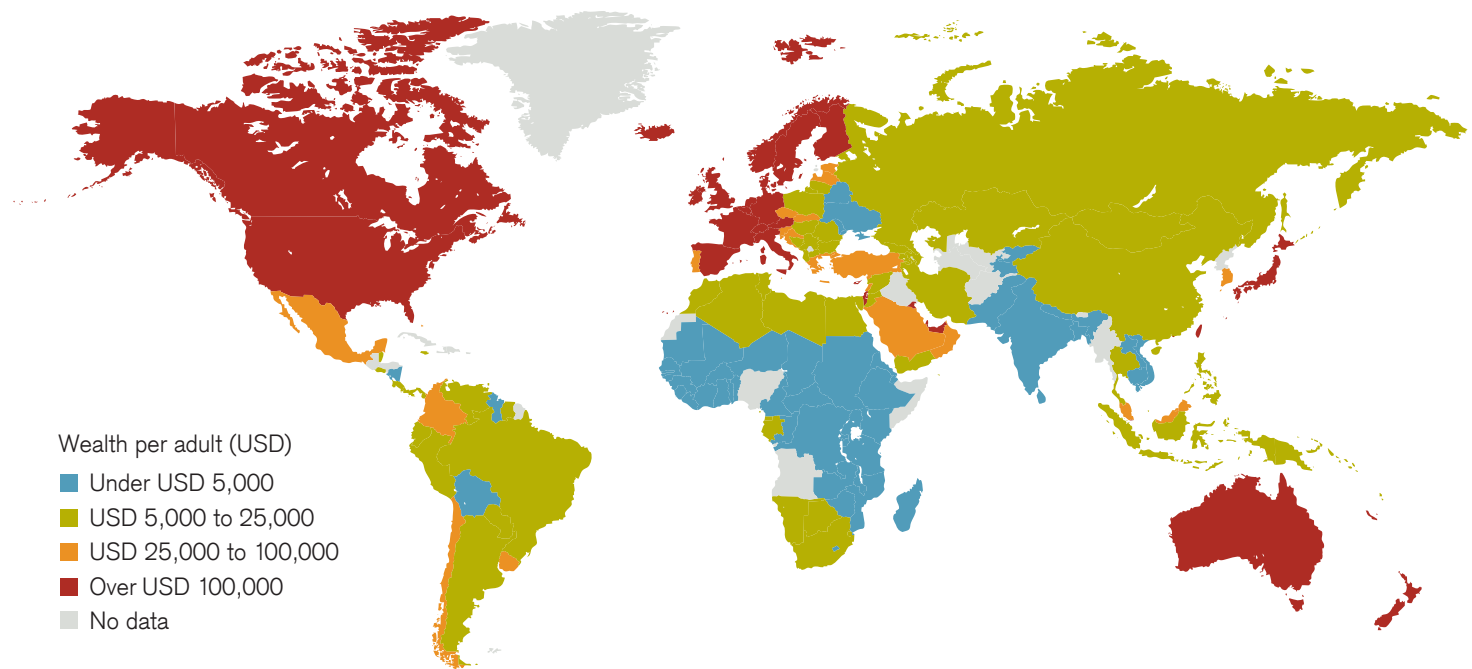 Wealth per adult (USD)
Under USD 5,000
USD 5,000 to 25,000
USD 25,000 to 100,000
Over USD 100,000
No data